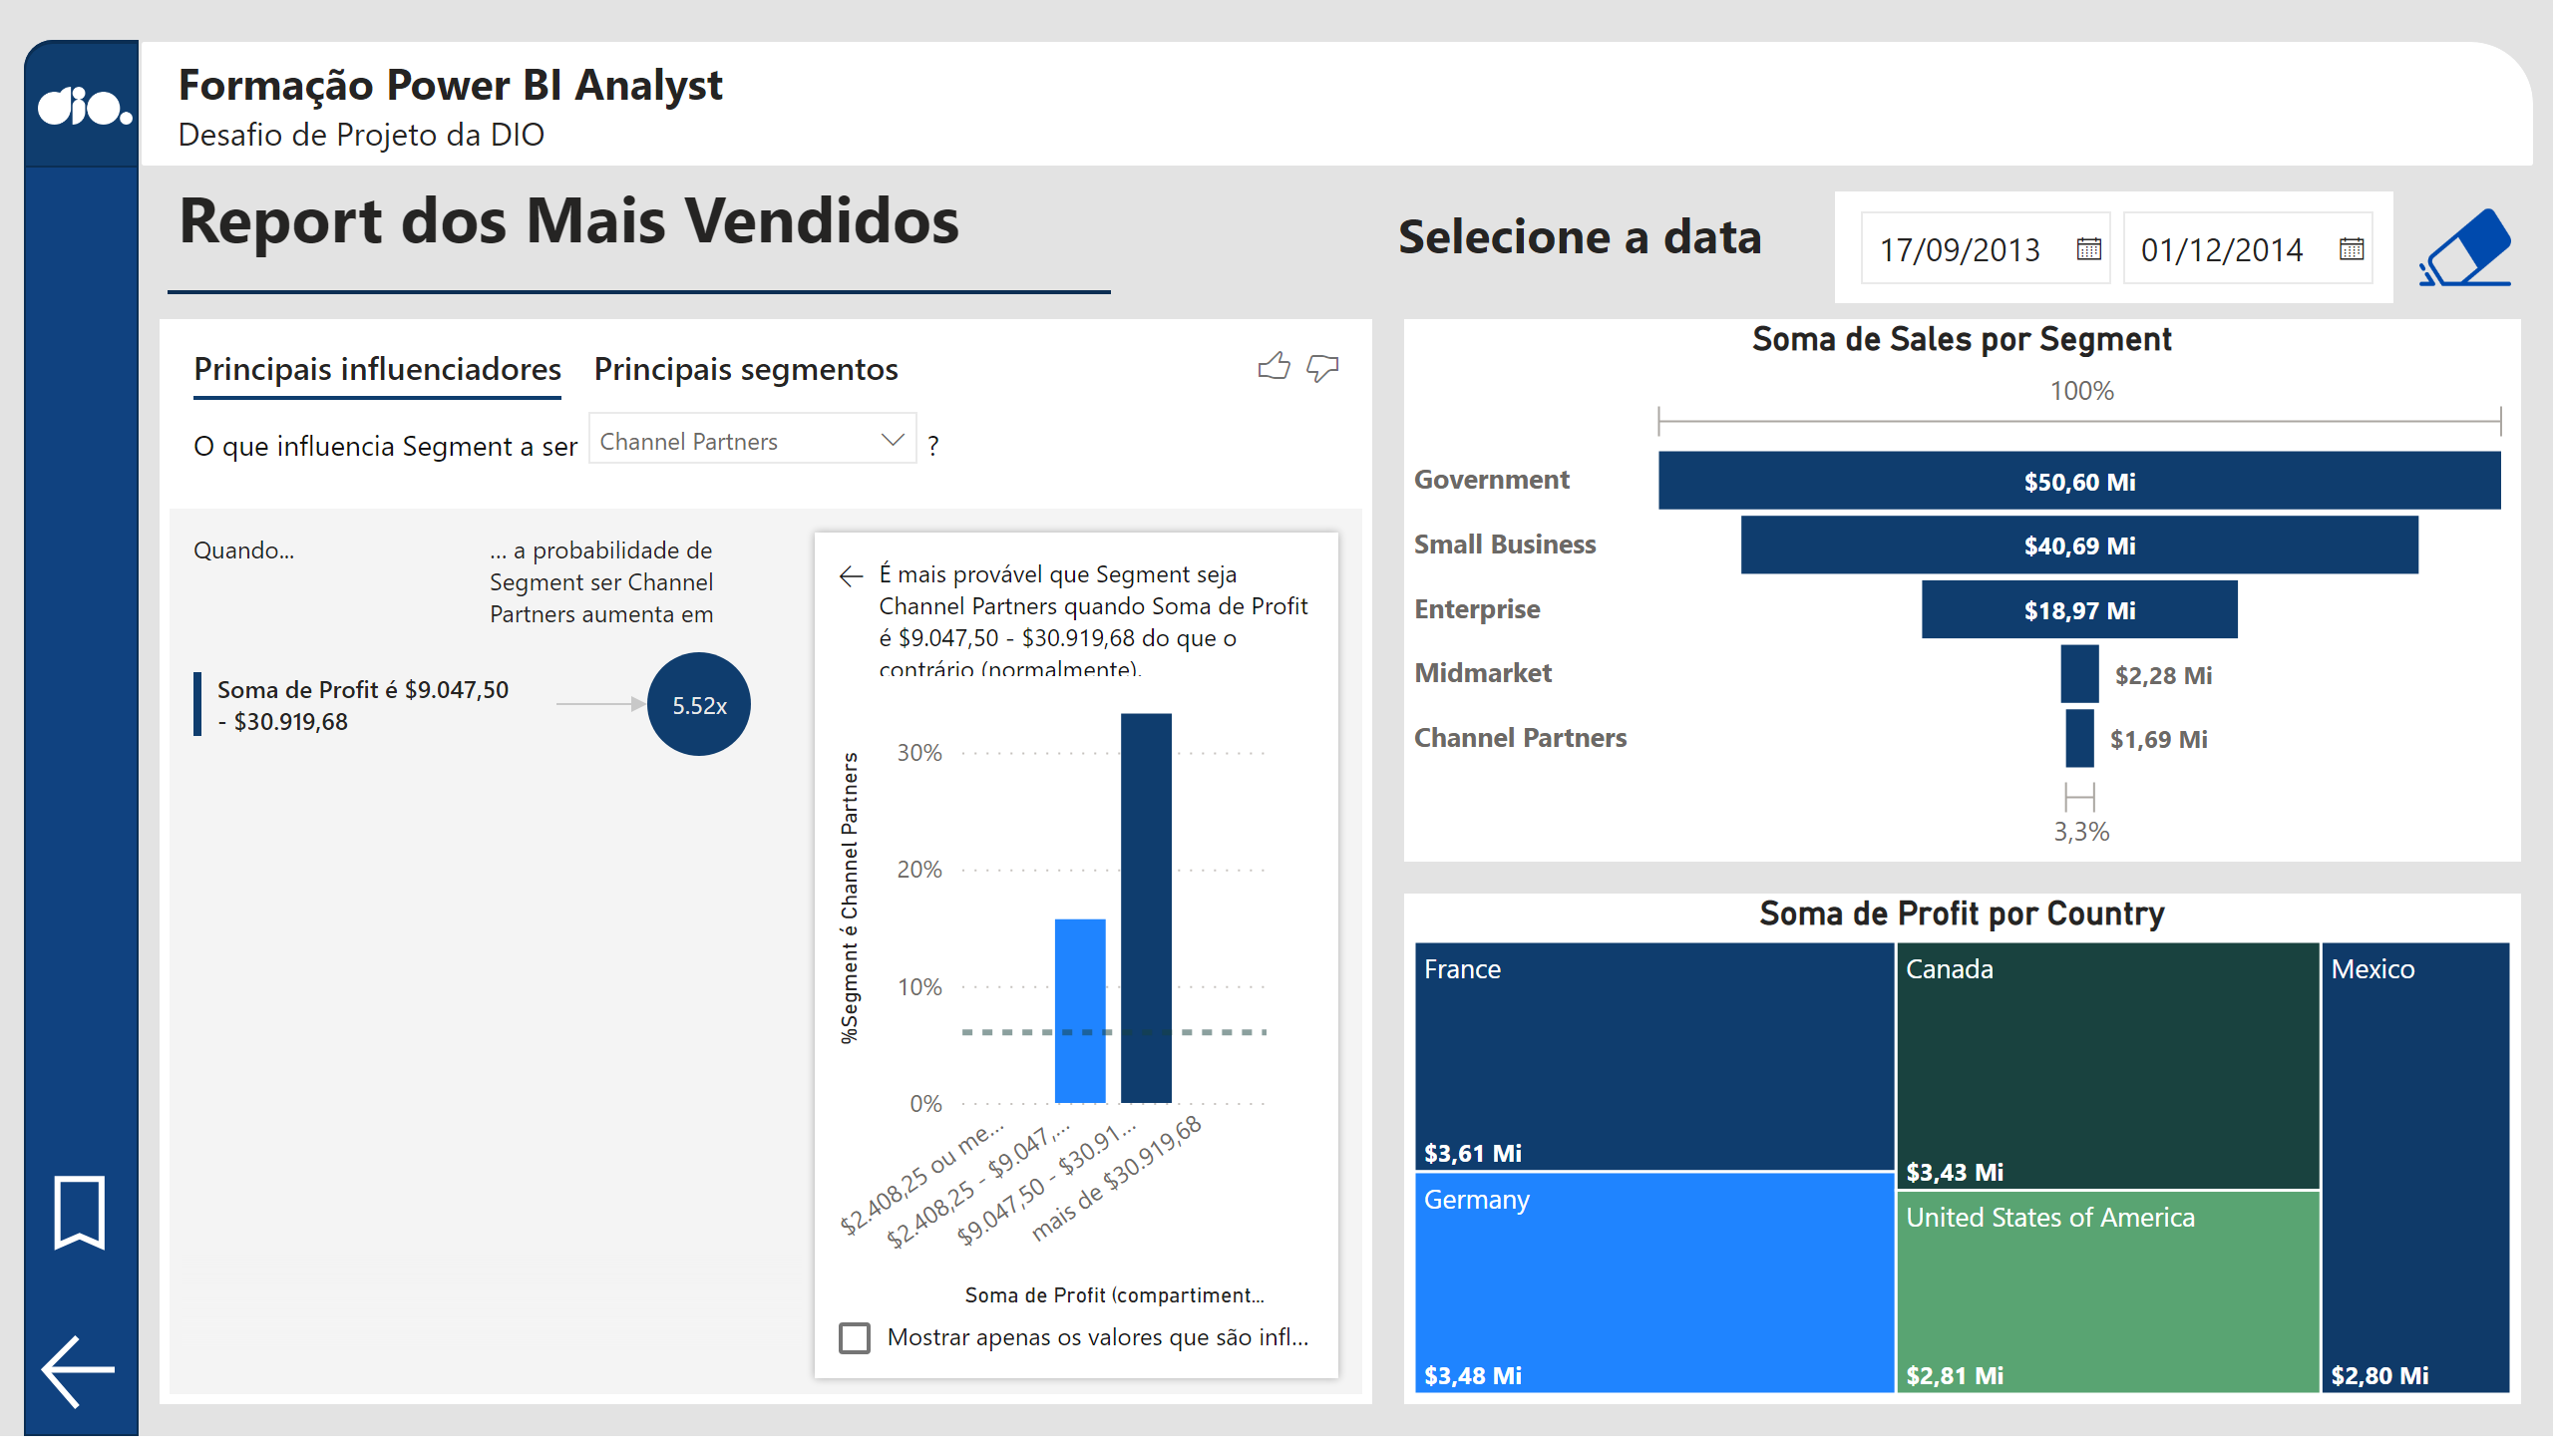 dio.
Formação Power BI Analyst
Desafio de Projeto da DIO
Report dos Mais Vendidos
Selecione a data
17/09/2013
01/12/2014
Principais influenciadores
Principais segmentos
O que influencia Segment a ser
Channel Partners
?
Quando...
... a probabilidade de
Segment ser Channel
Partners aumenta em
Soma de Profit é $9.047,50
- $30.919,68
5.52x
É mais provável que Segment seja
Channel Partners quando Soma de Profit
é $9.047,50 - $30.919,68 do que o
contrário (normalmente).
%Segment é Channel Partners
30%
20%
10%
0%
$2.408,25 ou me...
$2.408,25 - $9.047,...
$9.047,50 - $30.91...
mais de $30.919,68
Soma de Profit (compartiment...
Mostrar apenas os valores que são infl...
Soma de Sales por Segment
100%
Government
$50,60 Mi
Small Business
$40,69 Mi
Enterprise
$18,97 Mi
Midmarket
$2,28 Mi
Channel Partners
$1,69 Mi
3,3%
Soma de Profit por Country
France
$3,61 Mi
Germany
$3,48 Mi
Canada
$3,43 Mi
United States of America
$2,81 Mi
Mexico
$2,80 Mi